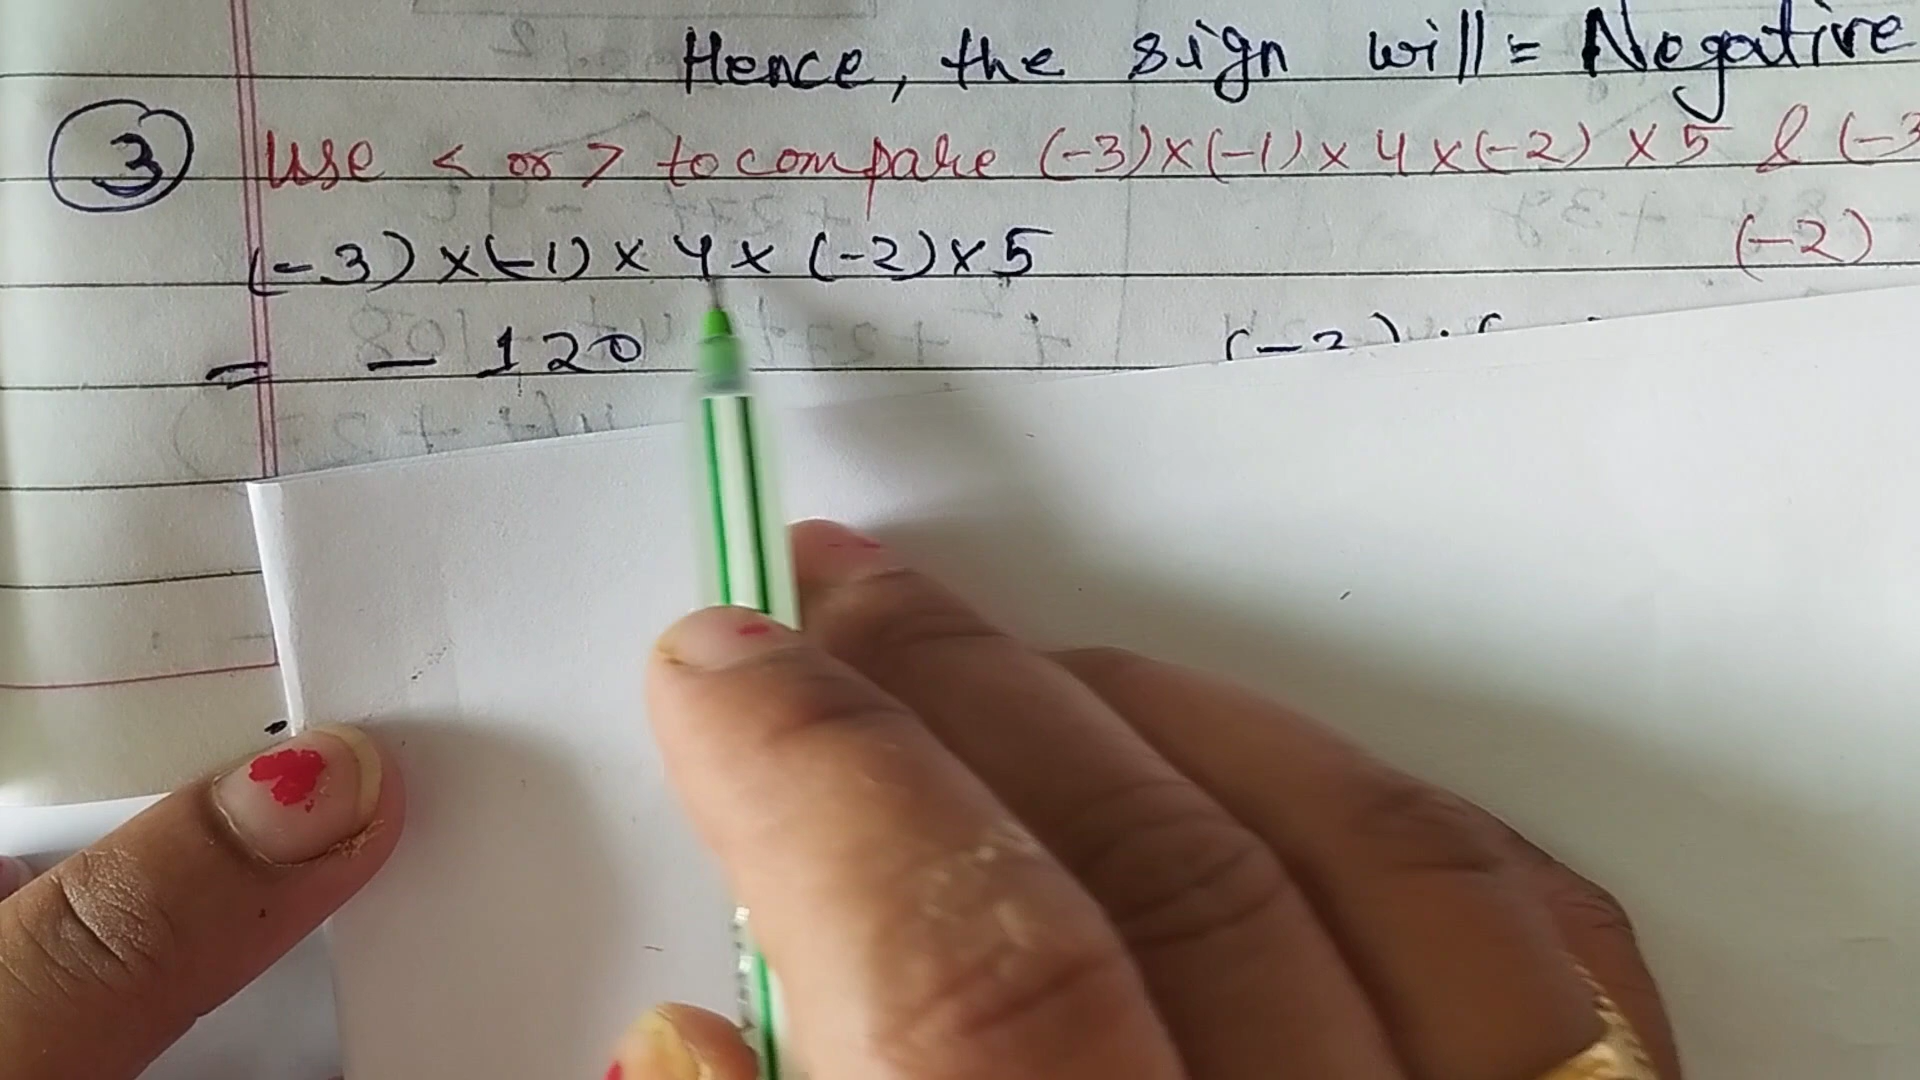 Hence, the sign will = Negative
3 Use < or > to compare (-3)×(-1)×4×(-2)×5 & (-3
(-2)
(-3)×(-1)×4×(-2)×5
= -120